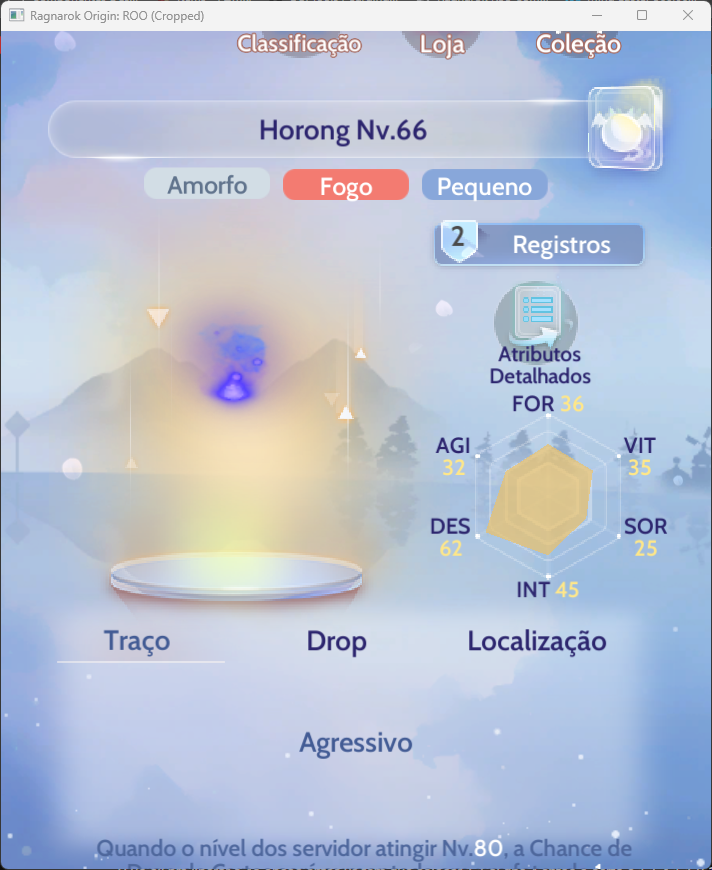 Ragnarok Origin: ROO (Cropped)
Classificação Loja Coleção
Horong Nv.66
Amorfo Fogo Pequeno
2 Registros
Atributos
Detalhados
FOR 36
AGI VIT
32 35
DES SOR
62 25
INT 45
Traço Drop Localização
Agressivo
Quando o nível dos servidor atingir Nv.80, a Chance de